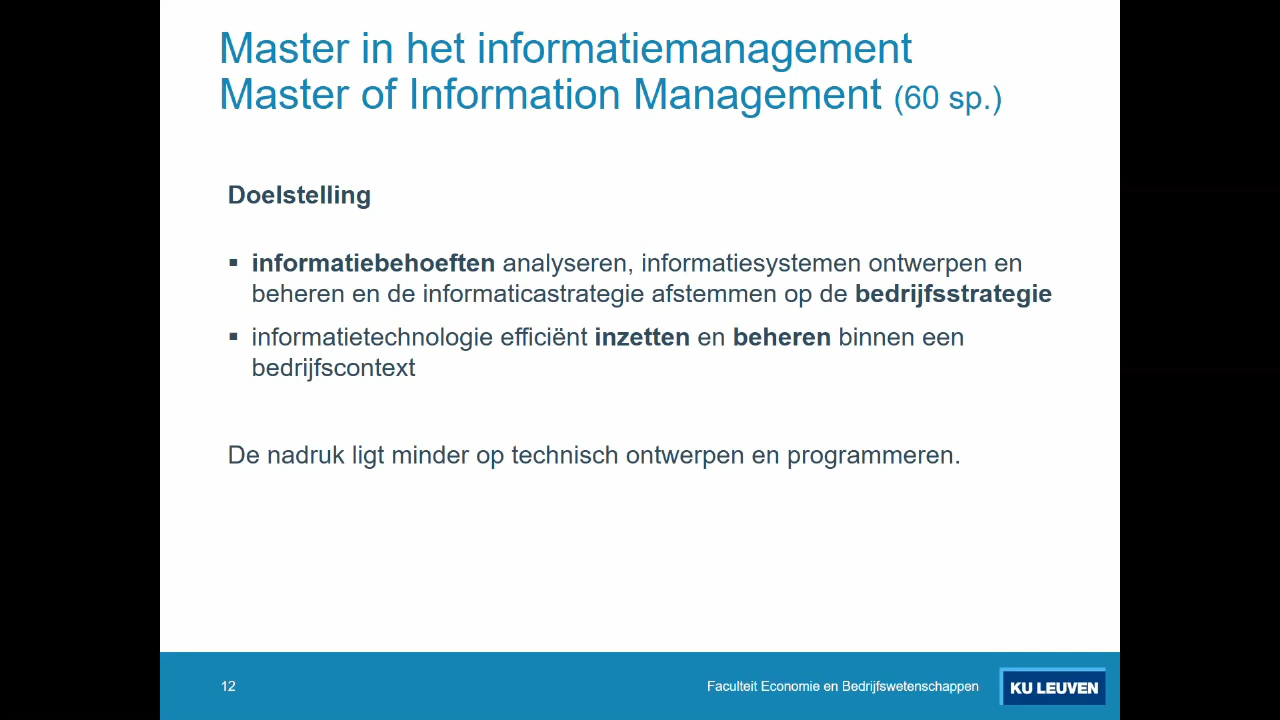 Master in het informatiemanagement
Master of Information Management (60 sp.)
Doelstelling
▪ informatiebehoeften analyseren, informatiesystemen ontwerpen en
beheren en de informaticastrategie afstemmen op de bedrijfsstrategie
▪ informatietechnologie efficiënt inzetten en beheren binnen een
bedrijfscontext
De nadruk ligt minder op technisch ontwerpen en programmeren.
12
Faculteit Economie en Bedrijfswetenschappen
KU LEUVEN